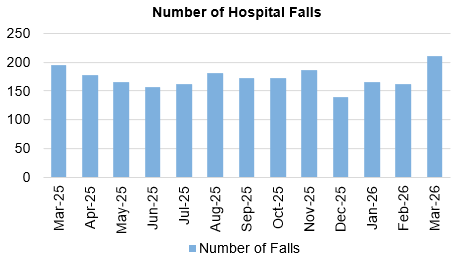 Number of Hospital Falls
250
200
150
100
50
0
Mar-25
Apr-25
May-25
Jun-25
Jul-25
Aug-25
Sep-25
Oct-25
Nov-25
Dec-25
Jan-26
Feb-26
Mar-26
Number of Falls